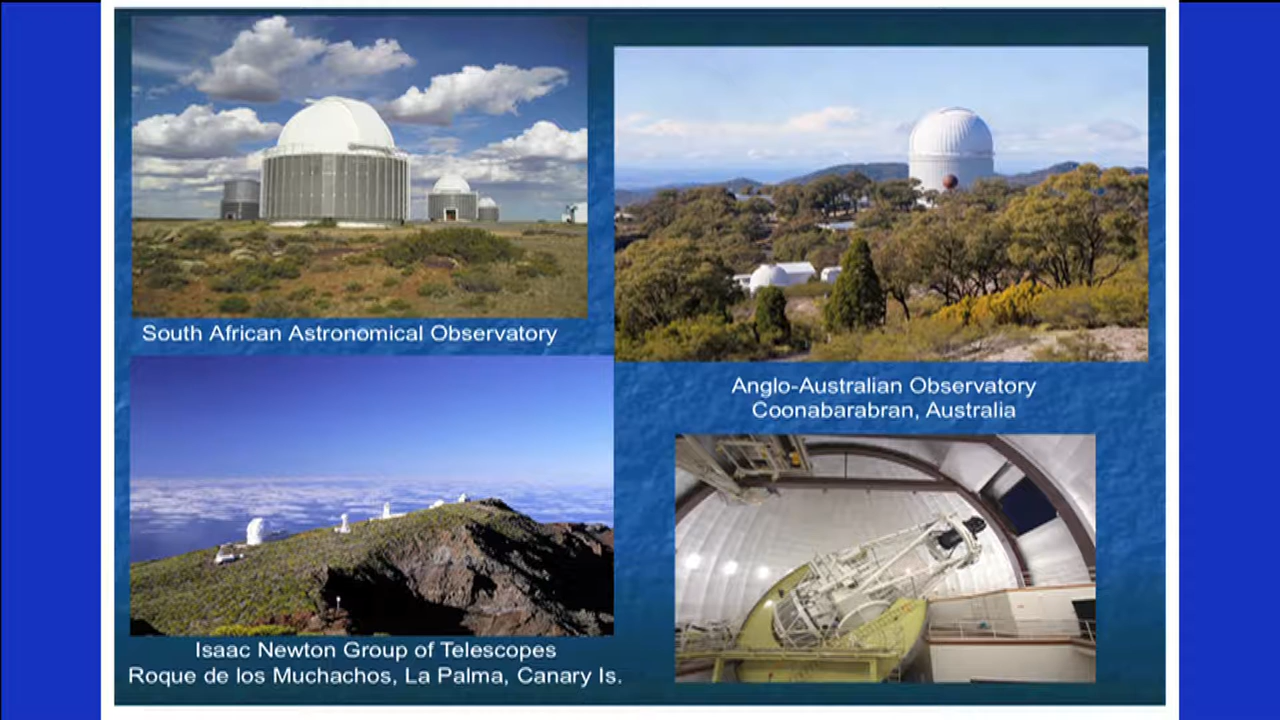 South African Astronomical Observatory
Anglo-Australian Observatory
Coonabarabran, Australia
Isaac Newton Group of Telescopes
Roque de los Muchachos, La Palma, Canary Is.